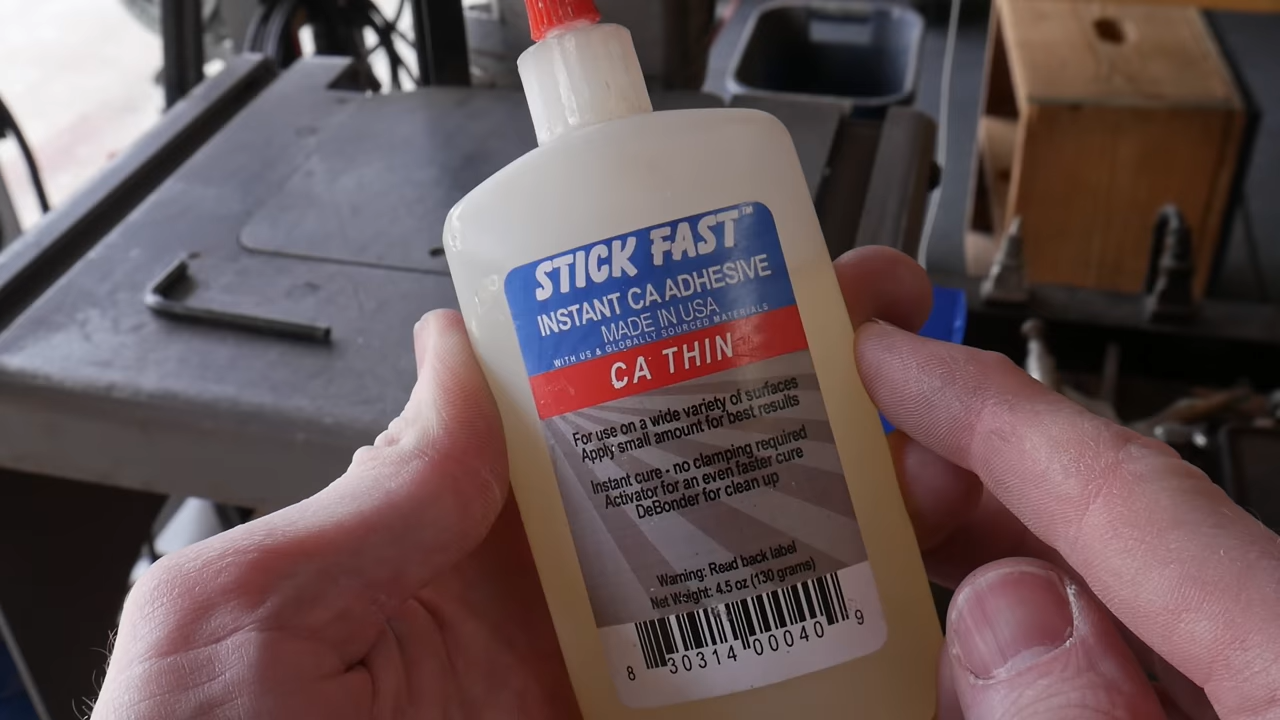 STICK FAST™
INSTANT CA ADHESIVE
MADE IN USA
WITH US & GLOBALLY SOURCED MATERIALS
CA THIN
For use on a wide variety of surfaces
Apply small amount for best results
Instant cure - no clamping required
Activator for an even faster cure
DeBonder for clean up
Warning: Read back label
Net Weight: 4.5 oz (130 grams)
8 30314 00040 9